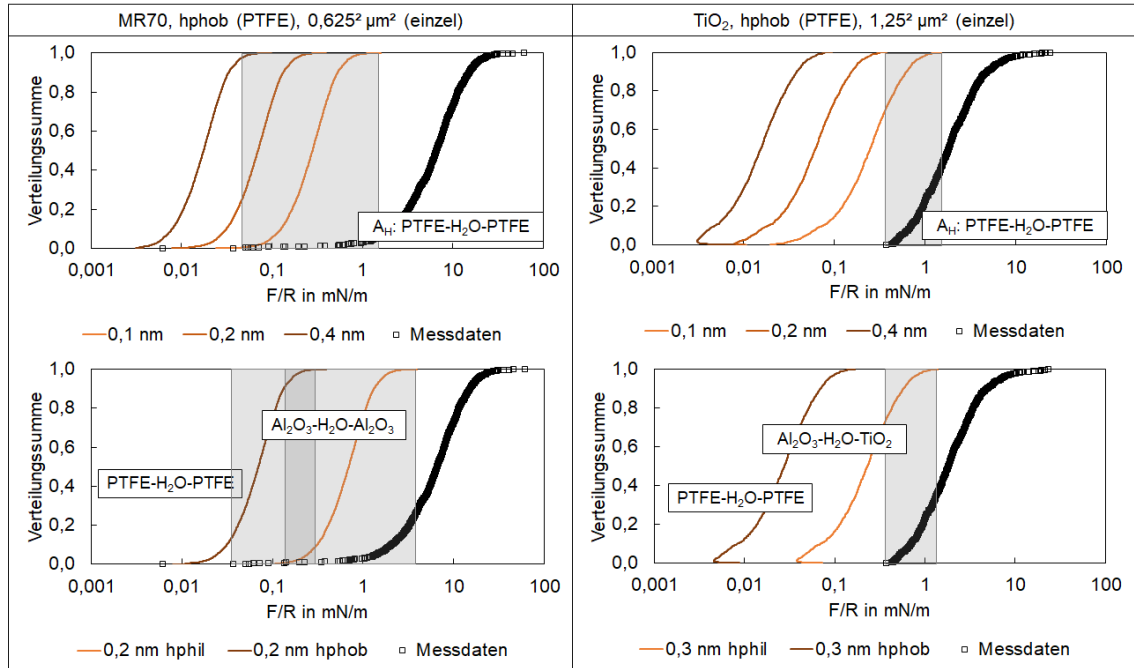 MR70, hphob (PTFE), 0,625² µm² (einzel)
TiO₂, hphob (PTFE), 1,25² µm² (einzel)
Verteilungssumme
1,0
0,8
0,6
0,4
0,2
0,0
A_H: PTFE-H₂O-PTFE
0,001 0,01 0,1 1 10 100
F/R in mN/m
0,1 nm 0,2 nm 0,4 nm Messdaten
Verteilungssumme
1,0
0,8
0,6
0,4
0,2
0,0
A_H: PTFE-H₂O-PTFE
0,001 0,01 0,1 1 10 100
F/R in mN/m
0,1 nm 0,2 nm 0,4 nm Messdaten
Verteilungssumme
1,0
0,8
0,6
0,4
0,2
0,0
Al₂O₃-H₂O-Al₂O₃
PTFE-H₂O-PTFE
0,001 0,01 0,1 1 10 100
F/R in mN/m
0,2 nm hphil 0,2 nm hphob Messdaten
Verteilungssumme
1,0
0,8
0,6
0,4
0,2
0,0
Al₂O₃-H₂O-TiO₂
PTFE-H₂O-PTFE
0,001 0,01 0,1 1 10 100
F/R in mN/m
0,3 nm hphil 0,3 nm hphob Messdaten